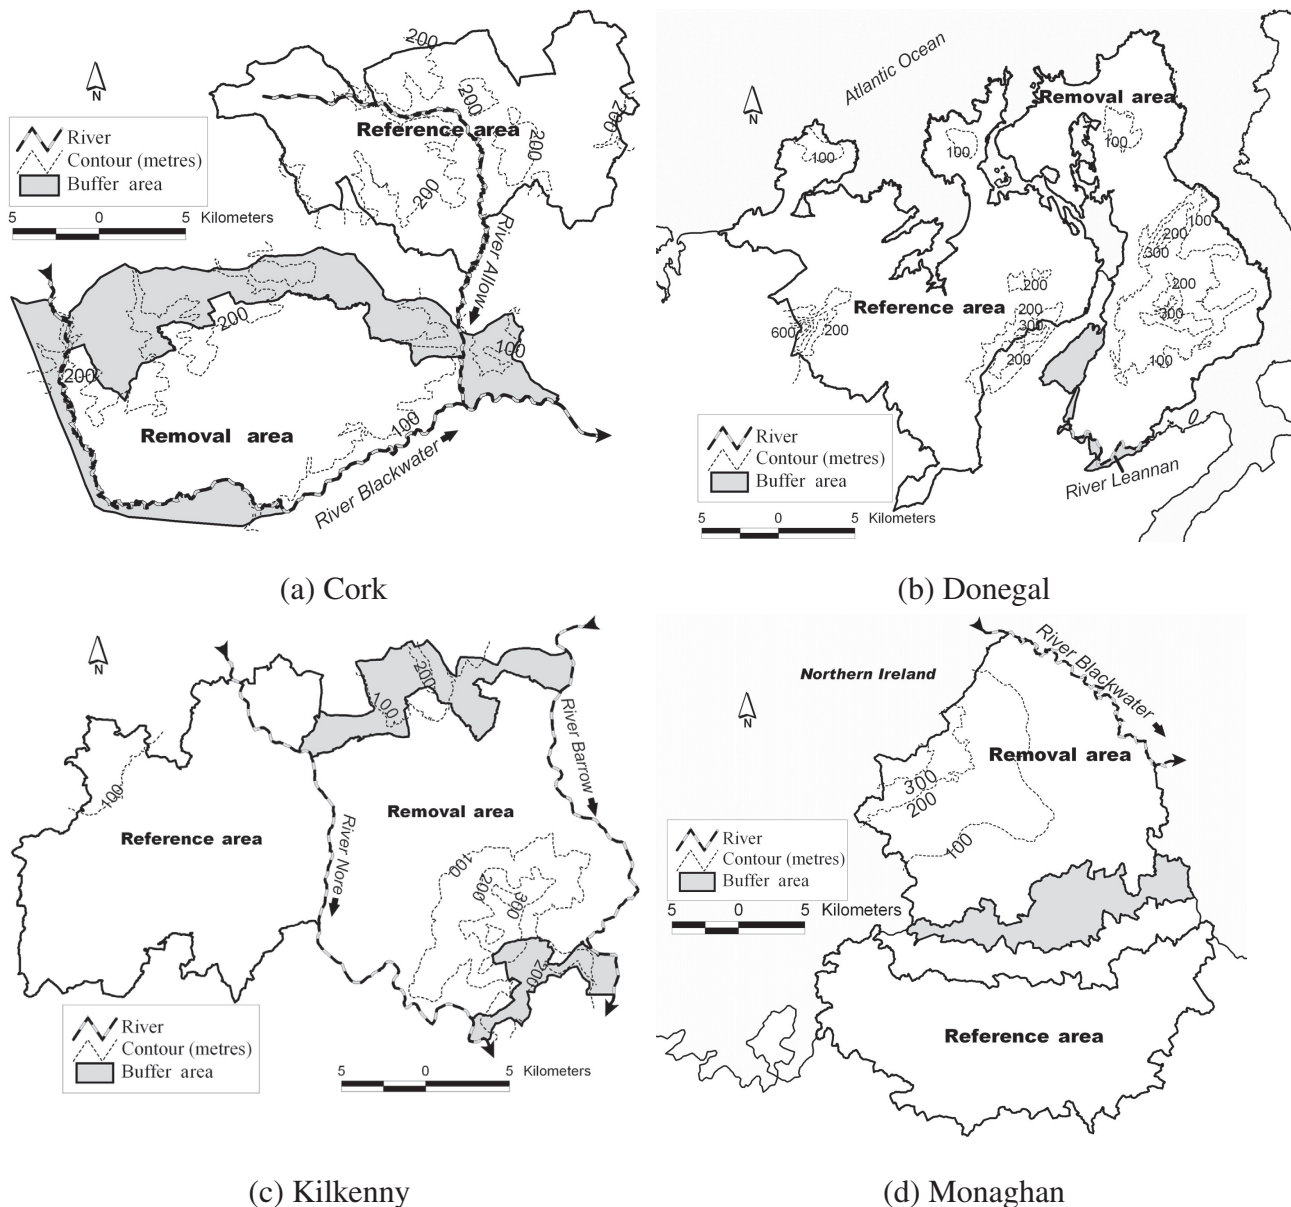 200
N
200
200
Reference area
200
200
River
Contour (metres)
Buffer area
5 0 5 Kilometers
River Allow
200
100
200
Removal area
100
River Blackwater
(a) Cork
Atlantic Ocean
N
Removal area
100
100
100
100
200
300
200
200
Reference area
200
300
300
600
200
200
100
River
Contour (metres)
Buffer area
River Leannan
5 0 5 Kilometers
(b) Donegal
N
200
100
River Barrow
100
Removal area
Reference area
River Nore
100
200
300
200
River
Contour (metres)
Buffer area
5 0 5 Kilometers
(c) Kilkenny
River Blackwater
Northern Ireland
N
Removal area
300
200
100
River
Contour (metres)
Buffer area
5 0 5 Kilometers
Reference area
(d) Monaghan